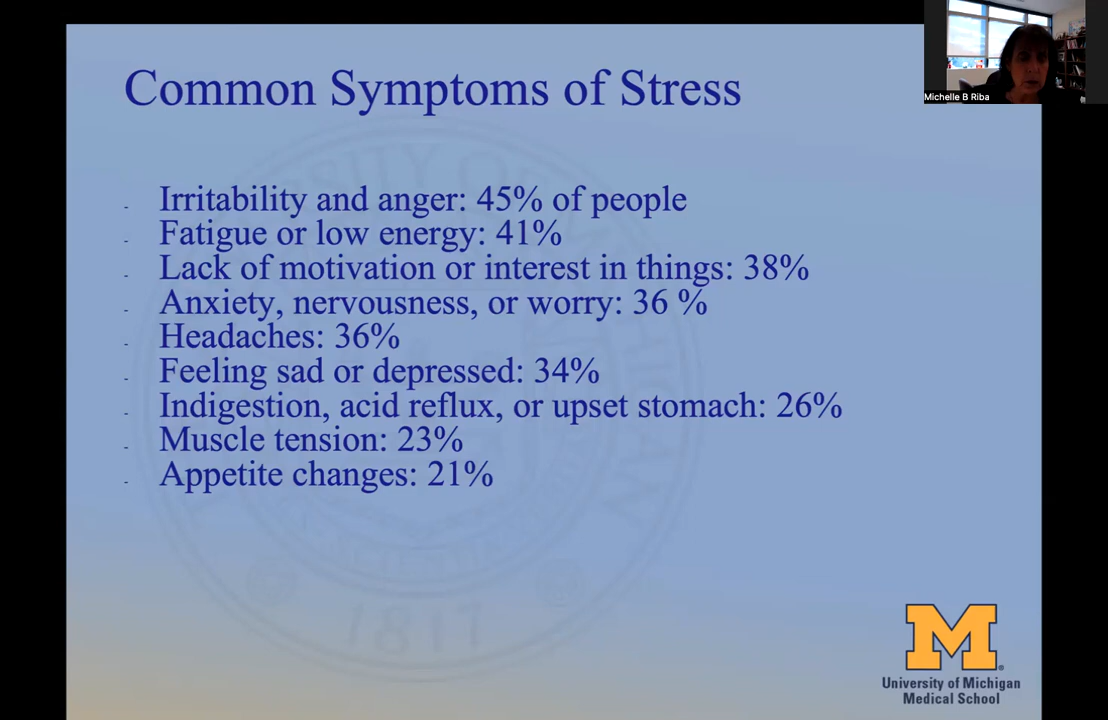 Common Symptoms of Stress
Michelle B Riba
- Irritability and anger: 45% of people
- Fatigue or low energy: 41%
- Lack of motivation or interest in things: 38%
- Anxiety, nervousness, or worry: 36 %
- Headaches: 36%
- Feeling sad or depressed: 34%
- Indigestion, acid reflux, or upset stomach: 26%
- Muscle tension: 23%
- Appetite changes: 21%
1817
M
University of Michigan
Medical School